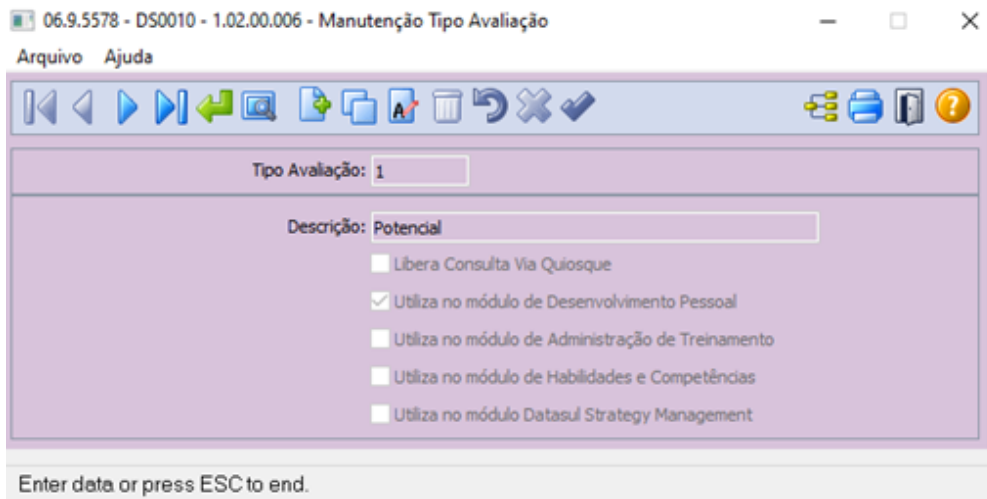 06.9.5578 - DS0010 - 1.02.00.006 - Manutenção Tipo Avaliação
Arquivo Ajuda
Tipo Avaliação: 1
Descrição: Potencial
Libera Consulta Via Quiosque
Utiliza no módulo de Desenvolvimento Pessoal
Utiliza no módulo de Administração de Treinamento
Utiliza no módulo de Habilidades e Competências
Utiliza no módulo Datasul Strategy Management
Enter data or press ESC to end.